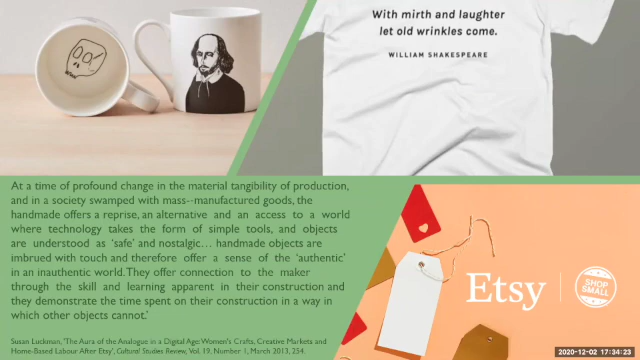 With mirth and laughter
let old wrinkles come.
WILLIAM SHAKESPEARE
At a time of profound change in the material tangibility of production,
and in a society swamped with mass--manufactured goods, the
handmade offers a reprise, an alternative and an access to a world
where technology takes the form of simple tools, and objects
are understood as 'safe' and nostalgic... handmade objects are
imbrued with touch and therefore offer a sense of the 'authentic'
in an inauthentic world. They offer connection to the maker
through the skill and learning apparent in their construction and
they demonstrate the time spent on their construction in a way in
which other objects cannot.'
Susan Luckman, 'The Aura of the Analogue in a Digital Age: Women's Crafts, Creative Markets and
Home-Based Labour After Etsy', Cultural Studies Review, Vol. 19, Number 1, March 2013, 254.
Etsy
SHOP
SMALL
2020-12-02 17:34:23